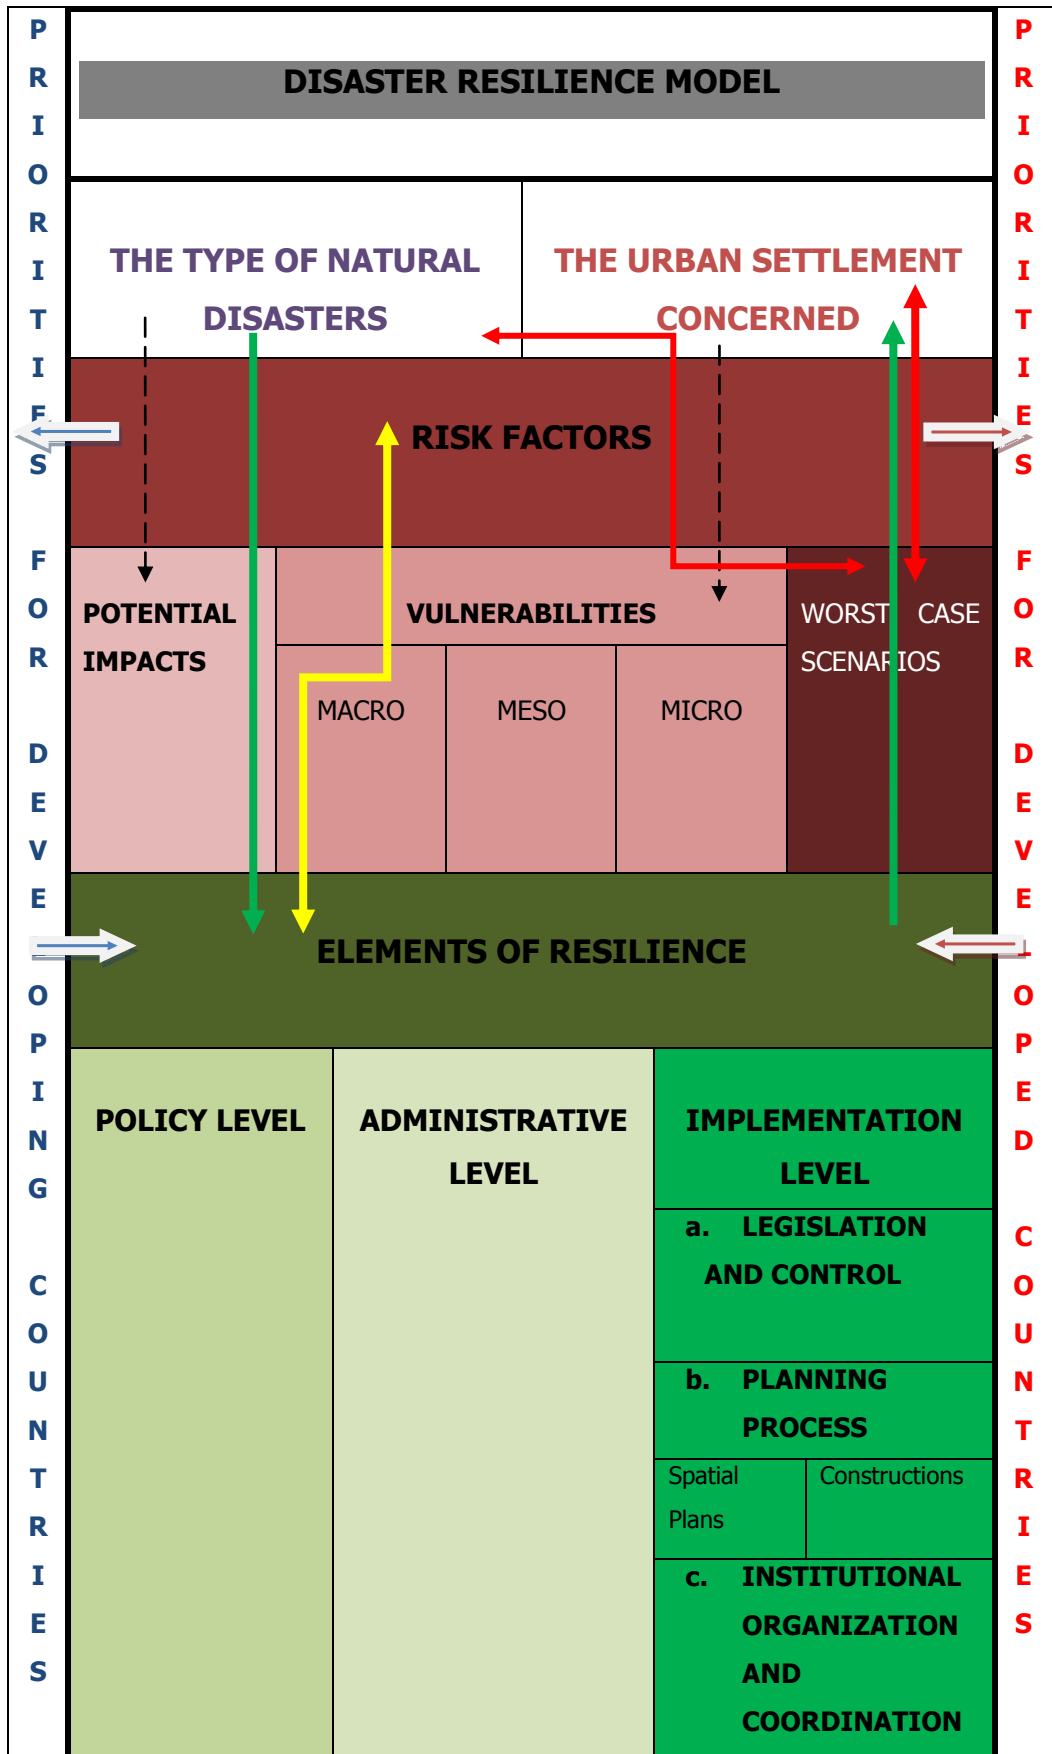 PRIORITIES FOR DEVELOPING COUNTRIES
DISASTER RESILIENCE MODEL
THE TYPE OF NATURAL
DISASTERS
THE URBAN SETTLEMENT
CONCERNED
RISK FACTORS
POTENTIAL
IMPACTS
VULNERABILITIES
MACRO
MESO
MICRO
WORST CASE
SCENARIOS
ELEMENTS OF RESILIENCE
POLICY LEVEL
ADMINISTRATIVE
LEVEL
IMPLEMENTATION
LEVEL
a. LEGISLATION
AND CONTROL
b. PLANNING
PROCESS
Spatial
Plans
Constructions
c. INSTITUTIONAL
ORGANIZATION
AND
COORDINATION
PRIORITIES FOR DEVELOPED COUNTRIES